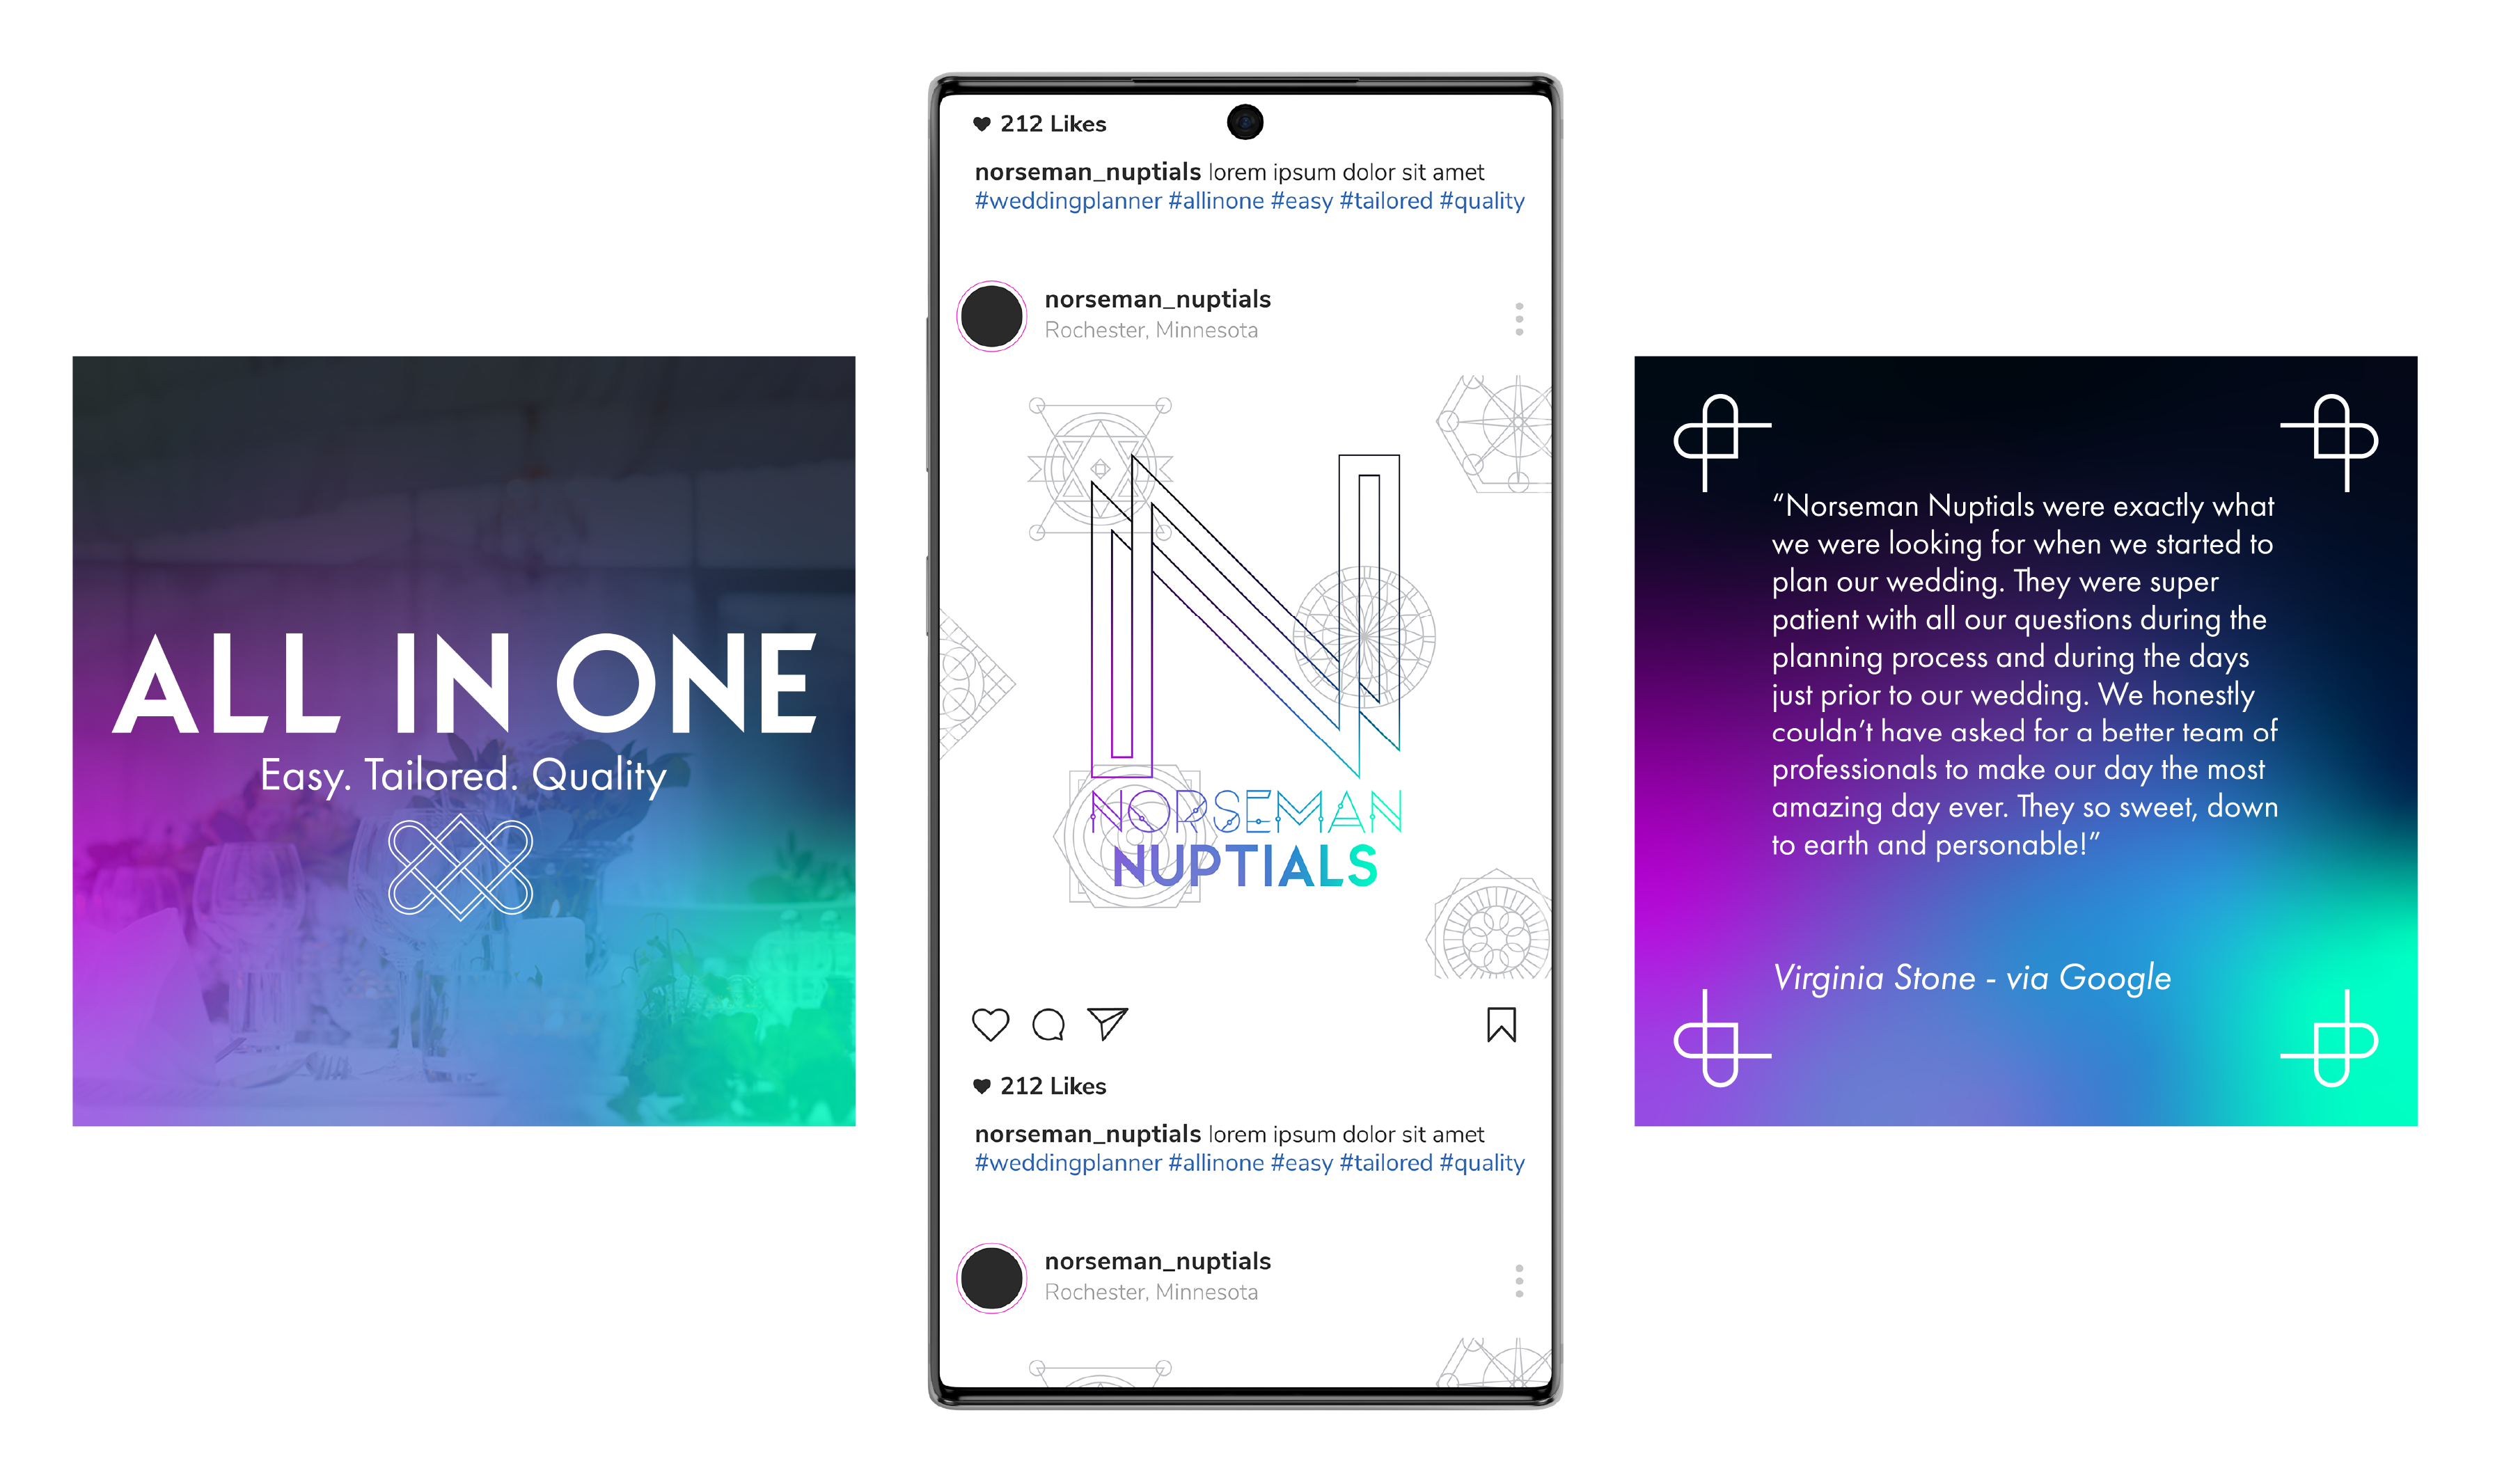 ALL IN ONE
Easy. Tailored. Quality
212 Likes
norseman_nuptials lorem ipsum dolor sit amet
#weddingplanner #allinone #easy #tailored #quality
norseman_nuptials
Rochester, Minnesota
NORSEMAN
NUPTIALS
212 Likes
norseman_nuptials lorem ipsum dolor sit amet
#weddingplanner #allinone #easy #tailored #quality
norseman_nuptials
Rochester, Minnesota
“Norseman Nuptials were exactly what
we were looking for when we started to
plan our wedding. They were super
patient with all our questions during the
planning process and during the days
just prior to our wedding. We honestly
couldn’t have asked for a better team of
professionals to make our day the most
amazing day ever. They so sweet, down
to earth and personable!”
Virginia Stone - via Google